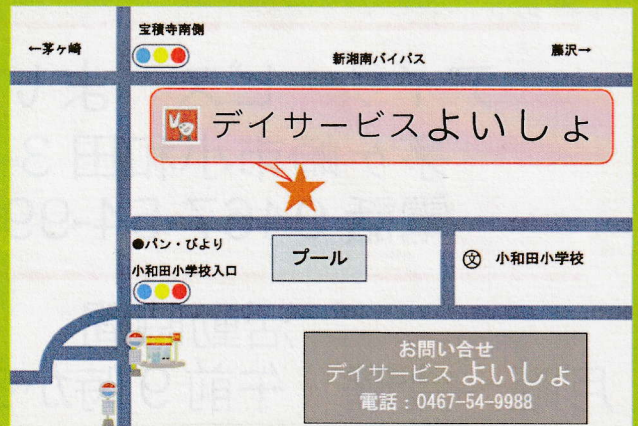 宝積寺南側
←茅ヶ崎
新湘南バイパス
藤沢→
デイサービスよいしょ
●パン・びより
小和田小学校入口
プール
文 小和田小学校
お問い合せ
デイサービス よいしょ
電話：0467-54-9988